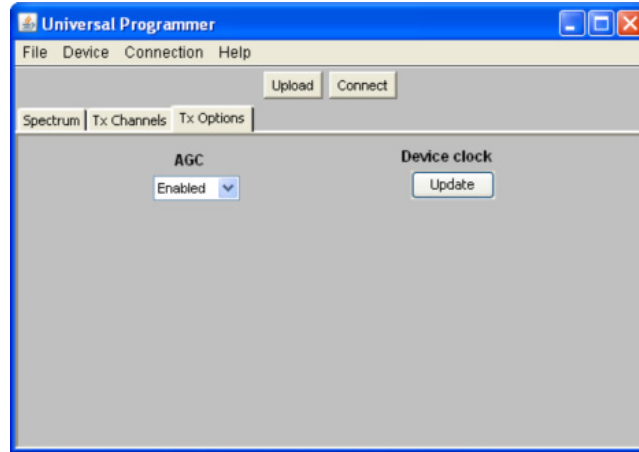 Universal Programmer
File Device Connection Help
Upload Connect
Spectrum Tx Channels Tx Options
AGC Device clock
Enabled Update